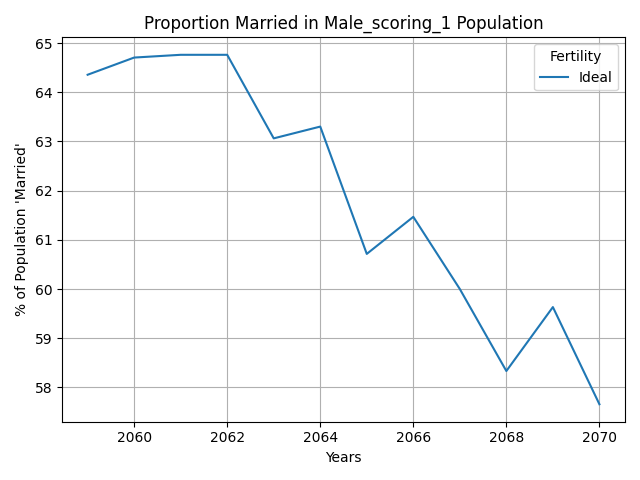 Proportion Married in Male_scoring_1 Population
65
64
63
62
61
60
59
58
% of Population 'Married'
Fertility
Ideal
2060 2062 2064 2066 2068 2070
Years